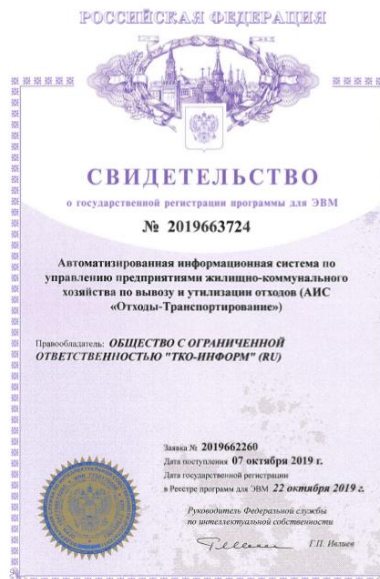 РОССИЙСКАЯ ФЕДЕРАЦИЯ
СВИДЕТЕЛЬСТВО
о государственной регистрации программы для ЭВМ
№ 2019663724
Автоматизированная информационная система по
управлению предприятиями жилищно-коммунального
хозяйства по вывозу и утилизации отходов (АИС
«Отходы-Транспортирование»)
Правообладатель: ОБЩЕСТВО С ОГРАНИЧЕННОЙ
ОТВЕТСТВЕННОСТЬЮ "ТКО-ИНФОРМ" (RU)
Заявка № 2019662260
Дата поступления 07 октября 2019 г.
Дата государственной регистрации
в Реестре программ для ЭВМ 22 октября 2019 г.
Руководитель Федеральной службы
по интеллектуальной собственности
Г.П. Ивлиев